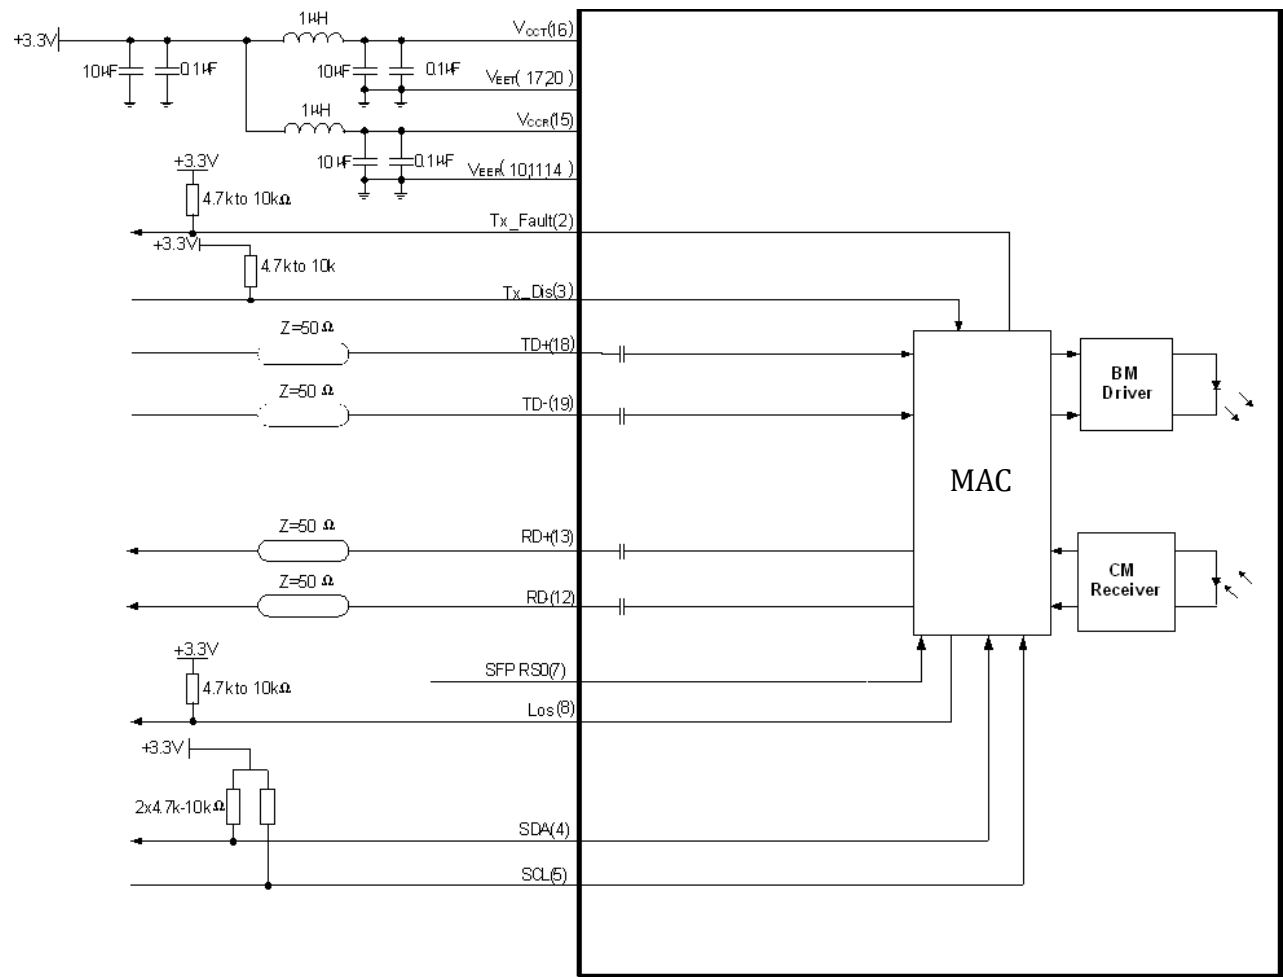 1μH
VCCT(16)
+3.3V
10μF
0.1μF
10μF
0.1μF
VEET( 17,20 )
1μH
VCCR(15)
10μF
0.1μF
VEER( 10,11,14 )
+3.3V
4.7k to 10kΩ
Tx_Fault(2)
+3.3V
4.7k to 10k
Tx_Dis(3)
Z=50 Ω
TD+(18)
Z=50 Ω
TD-(19)
BM
Driver
MAC
Z=50 Ω
RD+(13)
Z=50 Ω
RD-(12)
CM
Receiver
+3.3V
SFP RS0(7)
4.7k to 10kΩ
Los(8)
+3.3V
2x4.7k-10kΩ
SDA(4)
SCL(5)